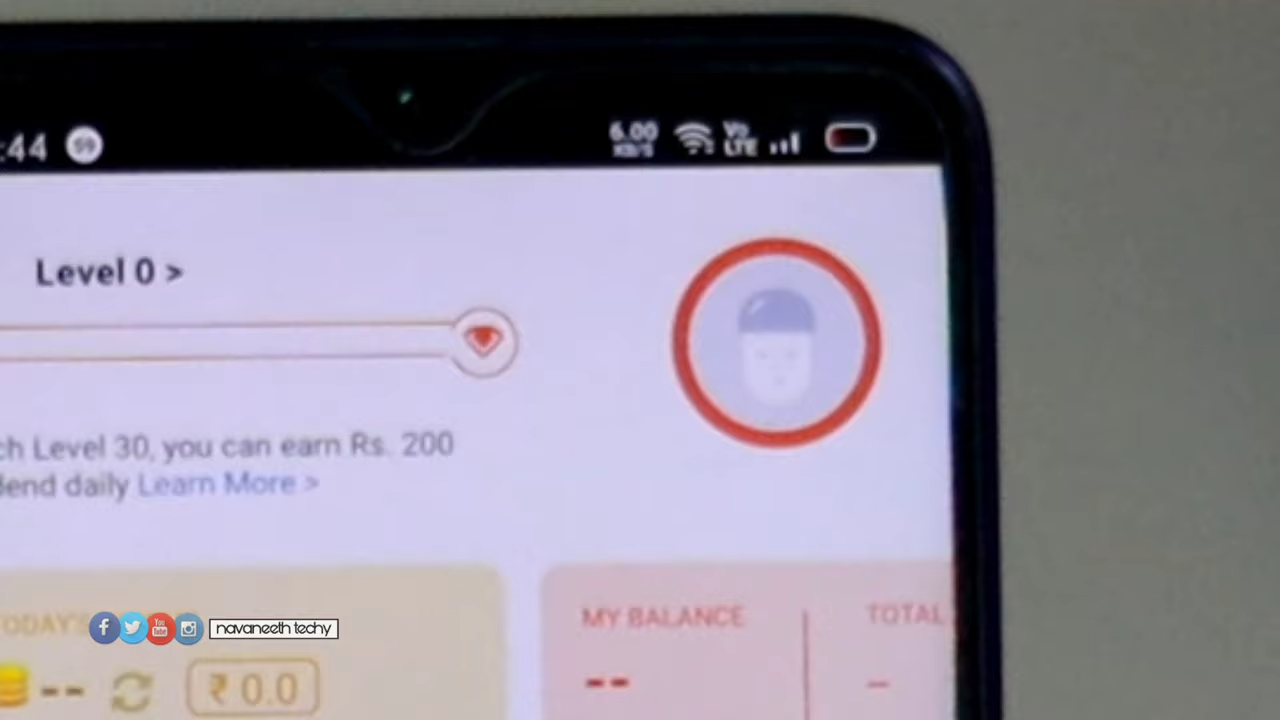 :44
6.00 KB/S Vo LTE
Level 0 >
ch Level 30, you can earn Rs. 200
dend daily Learn More >
TODAY'S
MY BALANCE
TOTAL
navaneeth techy
--
₹ 0.0
--
–